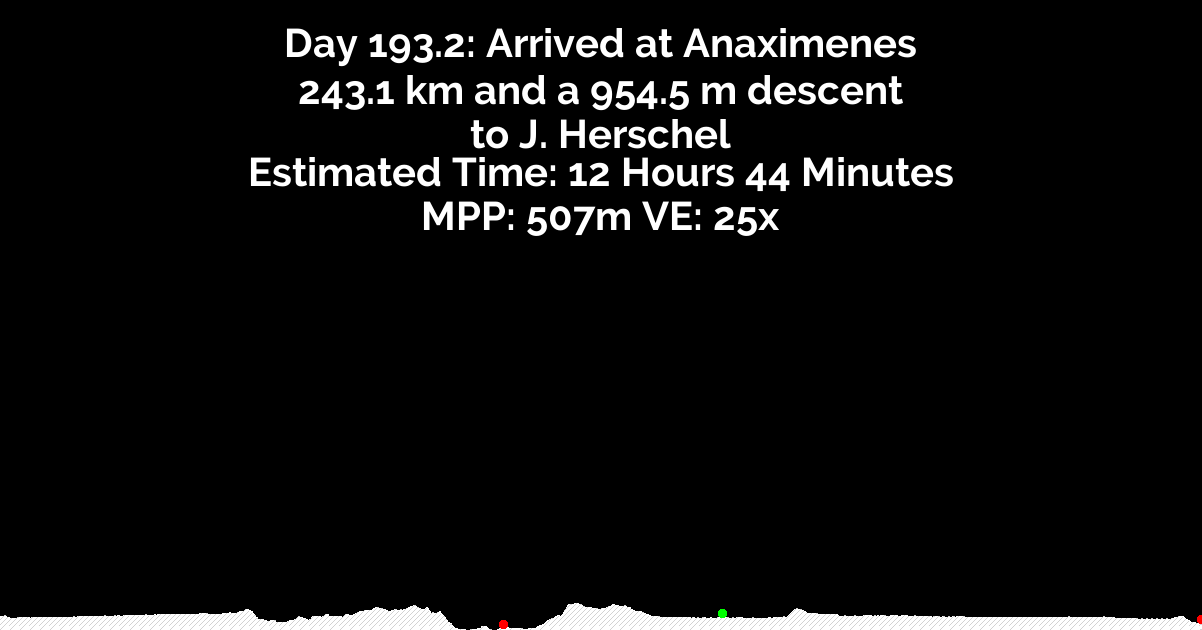 Day 193.2: Arrived at Anaximenes
243.1 km and a 954.5 m descent
to J. Herschel
Estimated Time: 12 Hours 44 Minutes
MPP: 507m VE: 25x